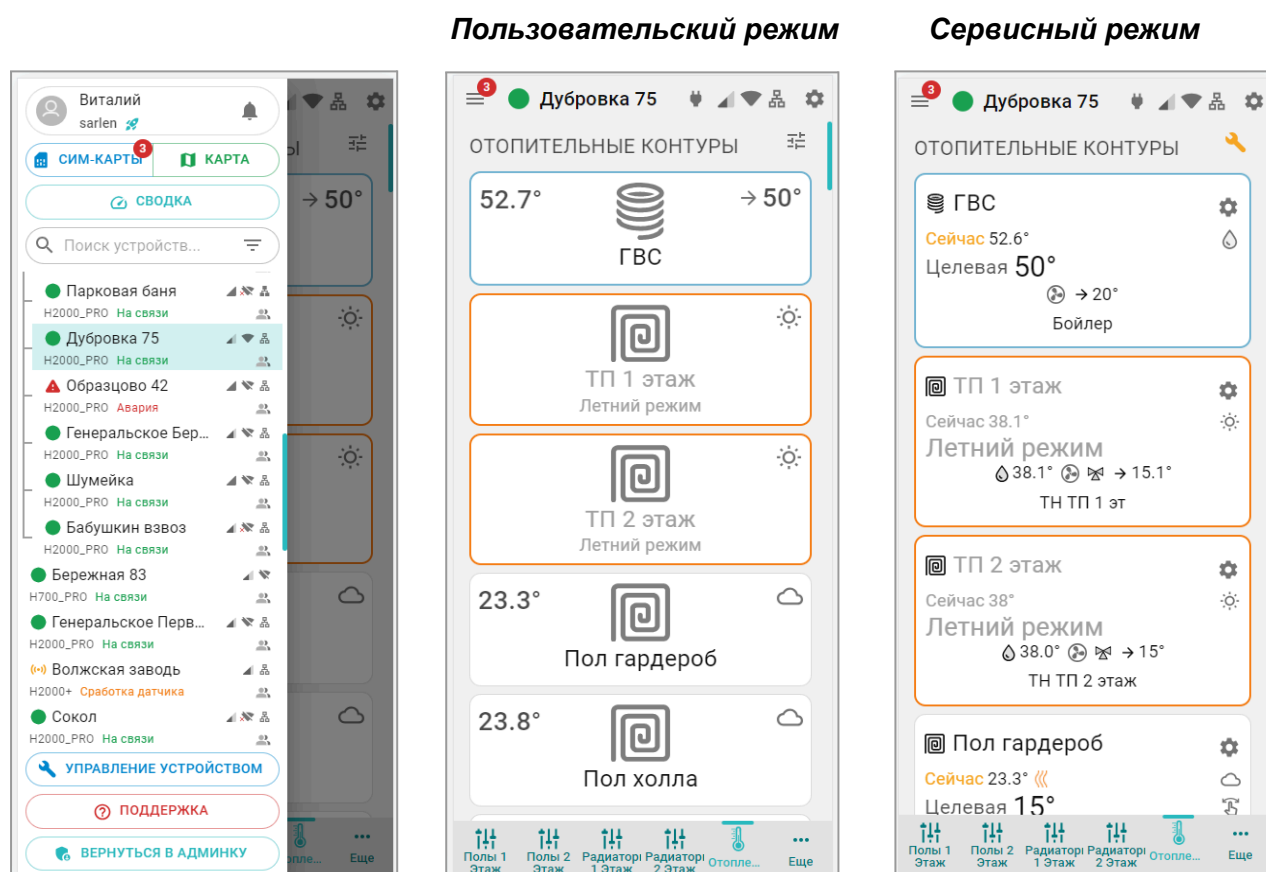 Пользовательский режим
Сервисный режим
Виталий
sarlen
СИМ-КАРТЫ
3
КАРТА
СВОДКА
Поиск устройств...
Парковая баня
H2000_PRO На связи
Дубровка 75
H2000_PRO На связи
Образцово 42
H2000_PRO Авария
Генеральское Бер...
H2000_PRO На связи
Шумейка
H2000_PRO На связи
Бабушкин взвоз
H2000_PRO На связи
Бережная 83
H700_PRO На связи
Генеральское Перв...
H2000_PRO На связи
Волжская заводь
H2000+ Сработка датчика
Сокол
H2000_PRO На связи
УПРАВЛЕНИЕ УСТРОЙСТВОМ
ПОДДЕРЖКА
ВЕРНУТЬСЯ В АДМИНКУ
Ы
→ 50°
опле...
Еще
3
Дубровка 75
ОТОПИТЕЛЬНЫЕ КОНТУРЫ
52.7°
→ 50°
ГВС
ТП 1 этаж
Летний режим
ТП 2 этаж
Летний режим
23.3°
Пол гардероб
23.8°
Пол холла
Полы 1 Этаж
Полы 2 Этаж
Радиаторы 1 Этаж
Радиаторы 2 Этаж
Отопле...
Еще
3
Дубровка 75
ОТОПИТЕЛЬНЫЕ КОНТУРЫ
ГВС
Сейчас 52.6°
Целевая 50°
→ 20°
Бойлер
ТП 1 этаж
Сейчас 38.1°
Летний режим
38.1° → 15.1°
ТН ТП 1 эт
ТП 2 этаж
Сейчас 38°
Летний режим
38.0° → 15°
ТН ТП 2 этаж
Пол гардероб
Сейчас 23.3°
Целевая 15°
Полы 1 Этаж
Полы 2 Этаж
Радиаторы 1 Этаж
Радиаторы 2 Этаж
Отопле...
Еще